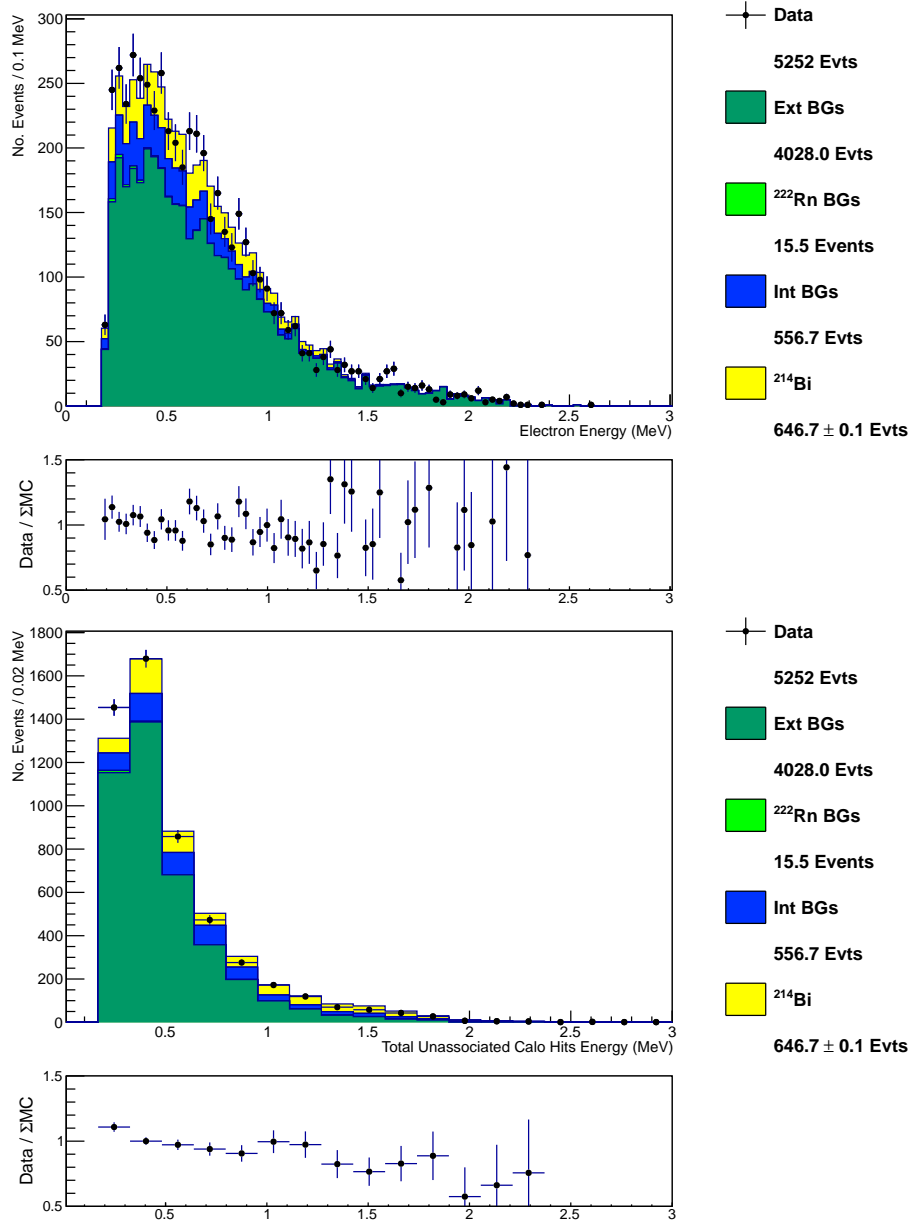 No. Events / 0.1 MeV
300
250
200
150
100
50
0
0
0.5
1
1.5
2
2.5
3
Electron Energy (MeV)
Data
5252 Evts
Ext BGs
4028.0 Evts
²²²Rn BGs
15.5 Events
Int BGs
556.7 Evts
²¹⁴Bi
646.7 ± 0.1 Evts
Data / ΣMC
1.5
1
0.5
0
0.5
1
1.5
2
2.5
3
No. Events / 0.02 MeV
1800
1600
1400
1200
1000
800
600
400
200
0
0.5
1
1.5
2
2.5
3
Total Unassociated Calo Hits Energy (MeV)
Data
5252 Evts
Ext BGs
4028.0 Evts
²²²Rn BGs
15.5 Events
Int BGs
556.7 Evts
²¹⁴Bi
646.7 ± 0.1 Evts
Data / ΣMC
1.5
1
0.5
0.5
1
1.5
2
2.5
3